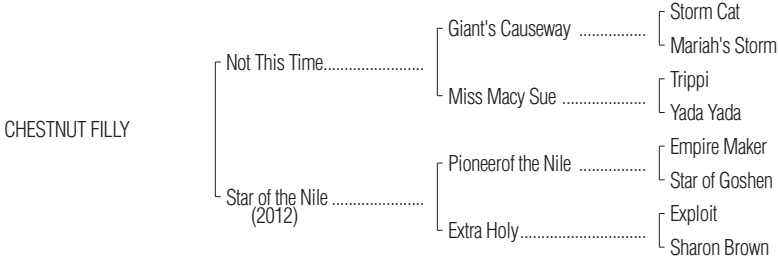 Storm Cat
Giant's Causeway ................
Mariah's Storm
Not This Time........................
Trippi
Miss Macy Sue ....................
Yada Yada
CHESTNUT FILLY
Empire Maker
Pioneerof the Nile ................
Star of Goshen
Star of the Nile ......................
(2012)
Exploit
Extra Holy..............................
Sharon Brown